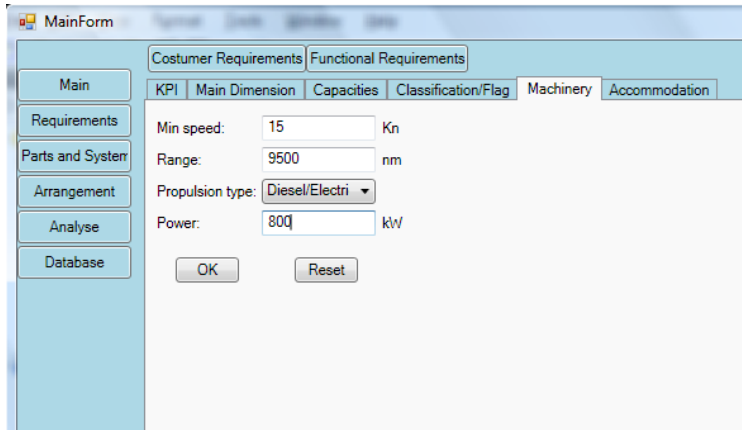 MainForm
Costumer Requirements Functional Requirements
Main
KPI Main Dimension Capacities Classification/Flag Machinery Accommodation
Requirements
Min speed: 15 Kn
Parts and System
Range: 9500 nm
Arrangement
Propulsion type: Diesel/Electri
Analyse
Power: 800 kW
Database
OK Reset